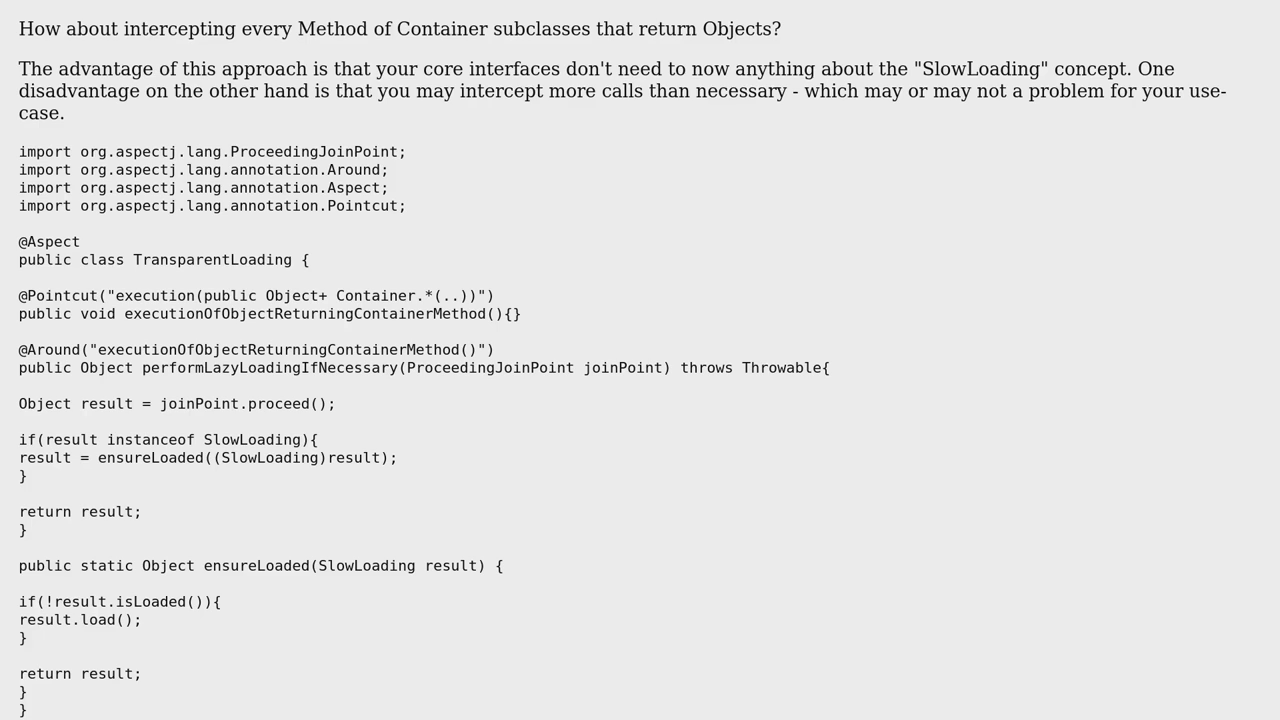 How about intercepting every Method of Container subclasses that return Objects?
The advantage of this approach is that your core interfaces don't need to now anything about the "SlowLoading" concept. One
disadvantage on the other hand is that you may intercept more calls than necessary - which may or may not a problem for your use-
case.
import org.aspectj.lang.ProceedingJoinPoint;
import org.aspectj.lang.annotation.Around;
import org.aspectj.lang.annotation.Aspect;
import org.aspectj.lang.annotation.Pointcut;
@Aspect
public class TransparentLoading {
@Pointcut("execution(public Object+ Container.*(..))")
public void executionOfObjectReturningContainerMethod(){}
@Around("executionOfObjectReturningContainerMethod()")
public Object performLazyLoadingIfNecessary(ProceedingJoinPoint joinPoint) throws Throwable{
Object result = joinPoint.proceed();
if(result instanceof SlowLoading){
result = ensureLoaded((SlowLoading)result);
}
return result;
}
public static Object ensureLoaded(SlowLoading result) {
if(!result.isLoaded()){
result.load();
}
return result;
}
}